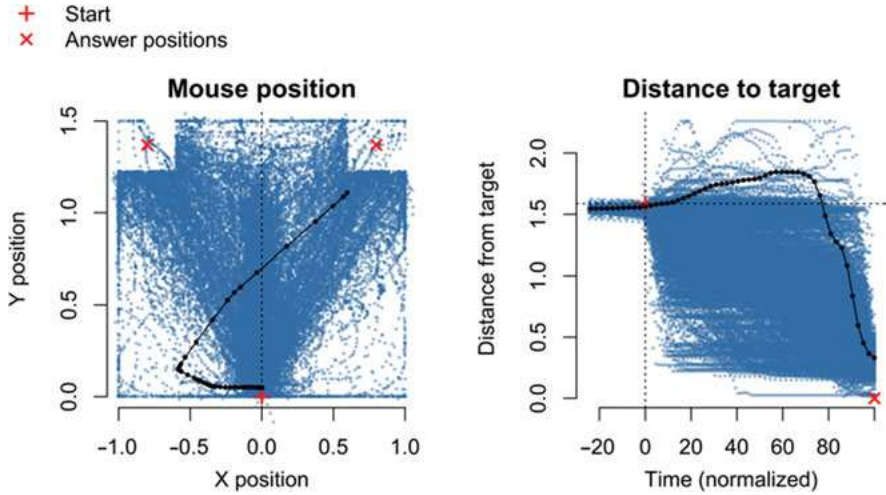 Start
Answer positions
Mouse position
Distance to target
1.5
1.0
0.5
0.0
Y position
−1.0 −0.5 0.0 0.5 1.0
X position
2.0
1.5
1.0
0.5
0.0
Distance from target
−20 0 20 40 60 80
Time (normalized)